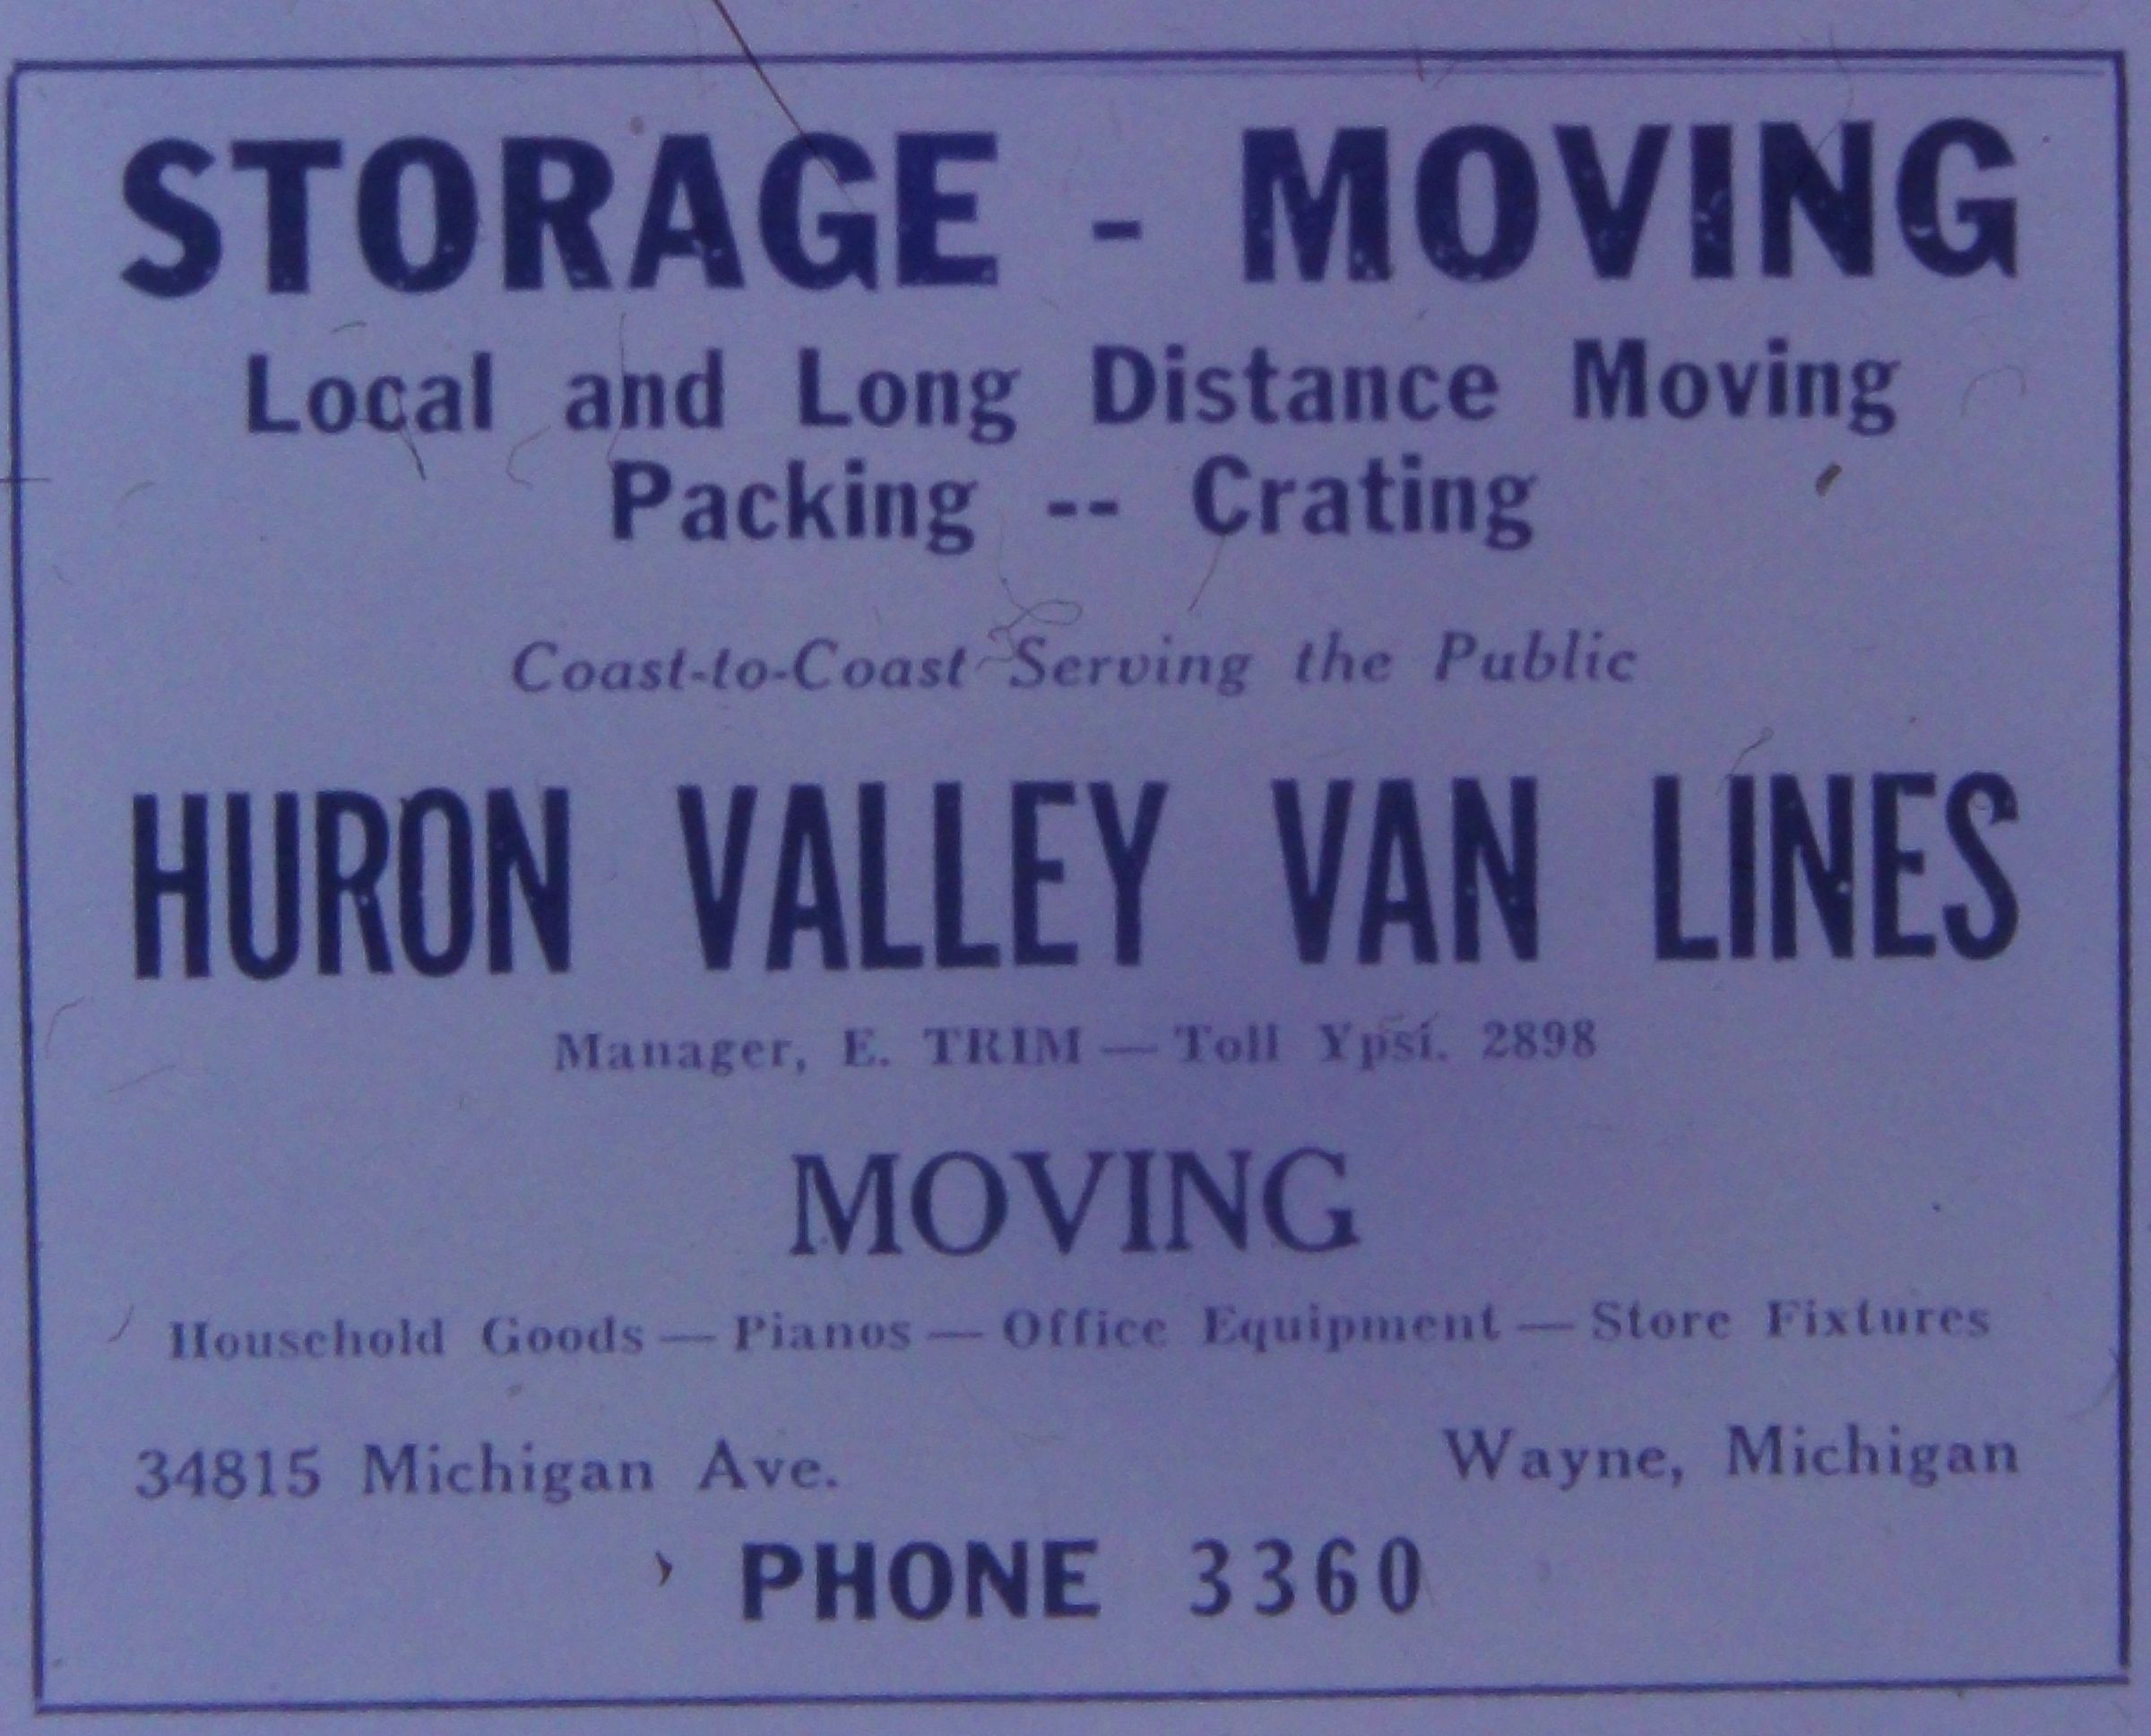 STORAGE - MOVING
Local and Long Distance Moving
Packing -- Crating
Coast-to-Coast Serving the Public
HURON VALLEY VAN LINES
Manager, E. TRIM — Toll Ypsi. 2898
MOVING
Household Goods — Pianos — Office Equipment — Store Fixtures
34815 Michigan Ave. Wayne, Michigan
PHONE 3360